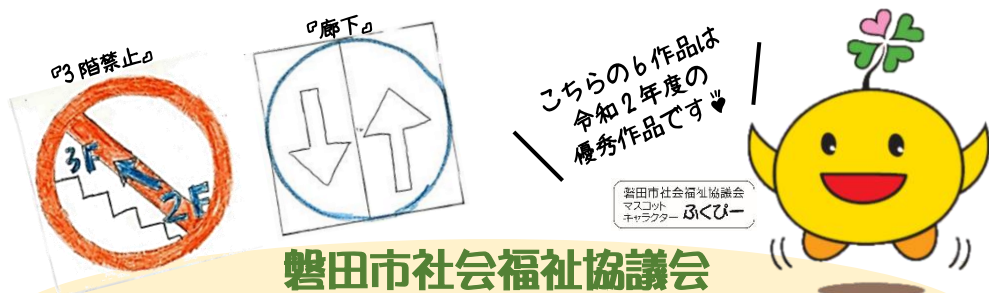 『3階禁止』
3F
2F
『廊下』
こちらの6作品は
令和2年度の
優秀作品です
磐田市社会福祉協議会
マスコット
キャラクター ふくぴー
磐田市社会福祉協議会